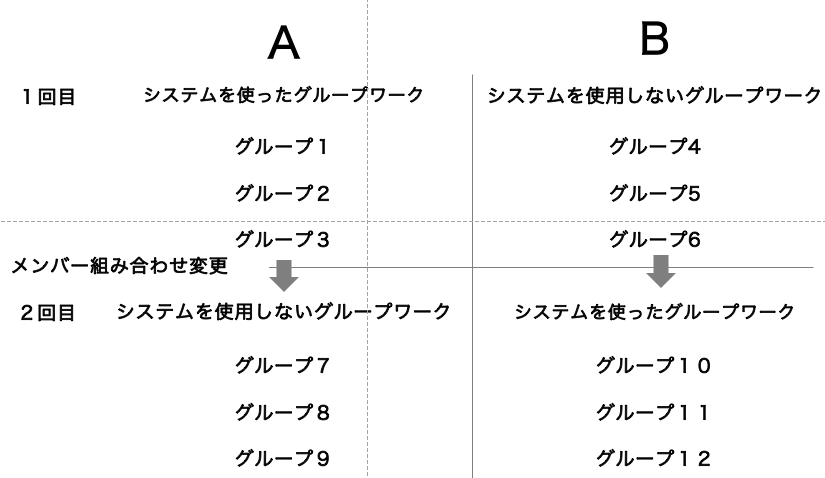 A
B
１回目
システムを使ったグループワーク
システムを使用しないグループワーク
グループ１
グループ4
グループ２
グループ5
グループ３
グループ6
メンバー組み合わせ変更
２回目
システムを使用しないグループワーク
システムを使ったグループワーク
グループ7
グループ１０
グループ8
グループ１１
グループ9
グループ１２